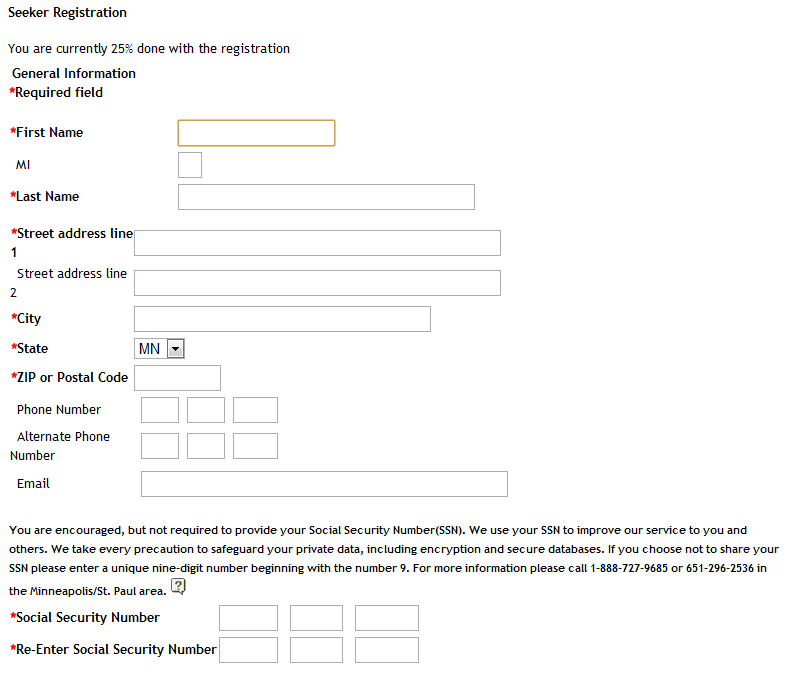 Seeker Registration
You are currently 25% done with the registration
General Information
*Required field
*First Name
MI
*Last Name
*Street address line
1
Street address line
2
*City
*State MN
*ZIP or Postal Code
Phone Number
Alternate Phone
Number
Email
You are encouraged, but not required to provide your Social Security Number(SSN). We use your SSN to improve our service to you and
others. We take every precaution to safeguard your private data, including encryption and secure databases. If you choose not to share your
SSN please enter a unique nine-digit number beginning with the number 9. For more information please call 1-888-727-9685 or 651-296-2536 in
the Minneapolis/St. Paul area. ?
*Social Security Number
*Re-Enter Social Security Number